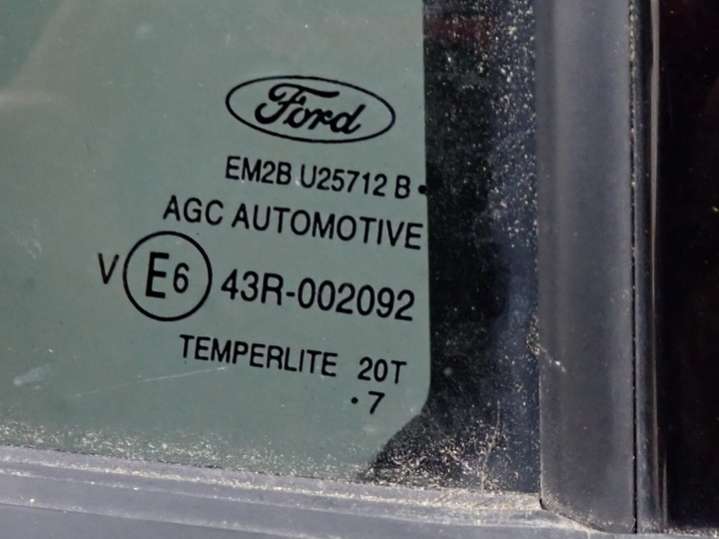 Ford
EM2B U25712 B
AGC AUTOMOTIVE
V E6 43R-002092
TEMPERLITE 20T
.7